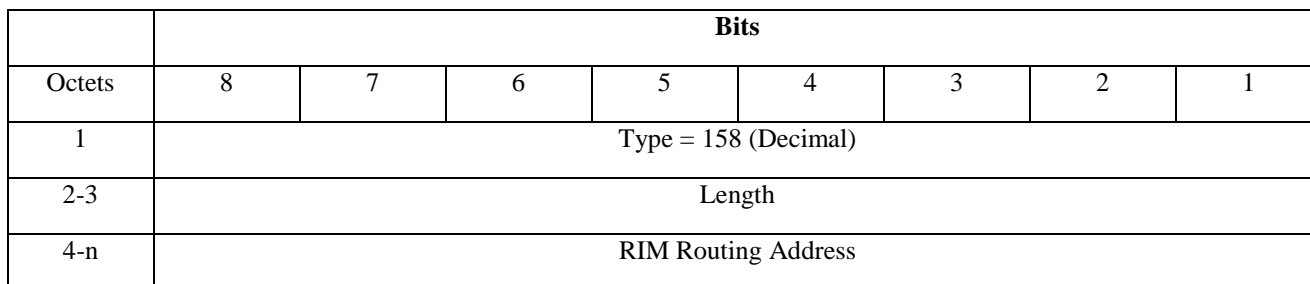 Bits
Octets 8 7 6 5 4 3 2 1
1 Type = 158 (Decimal)
2-3 Length
4-n RIM Routing Address